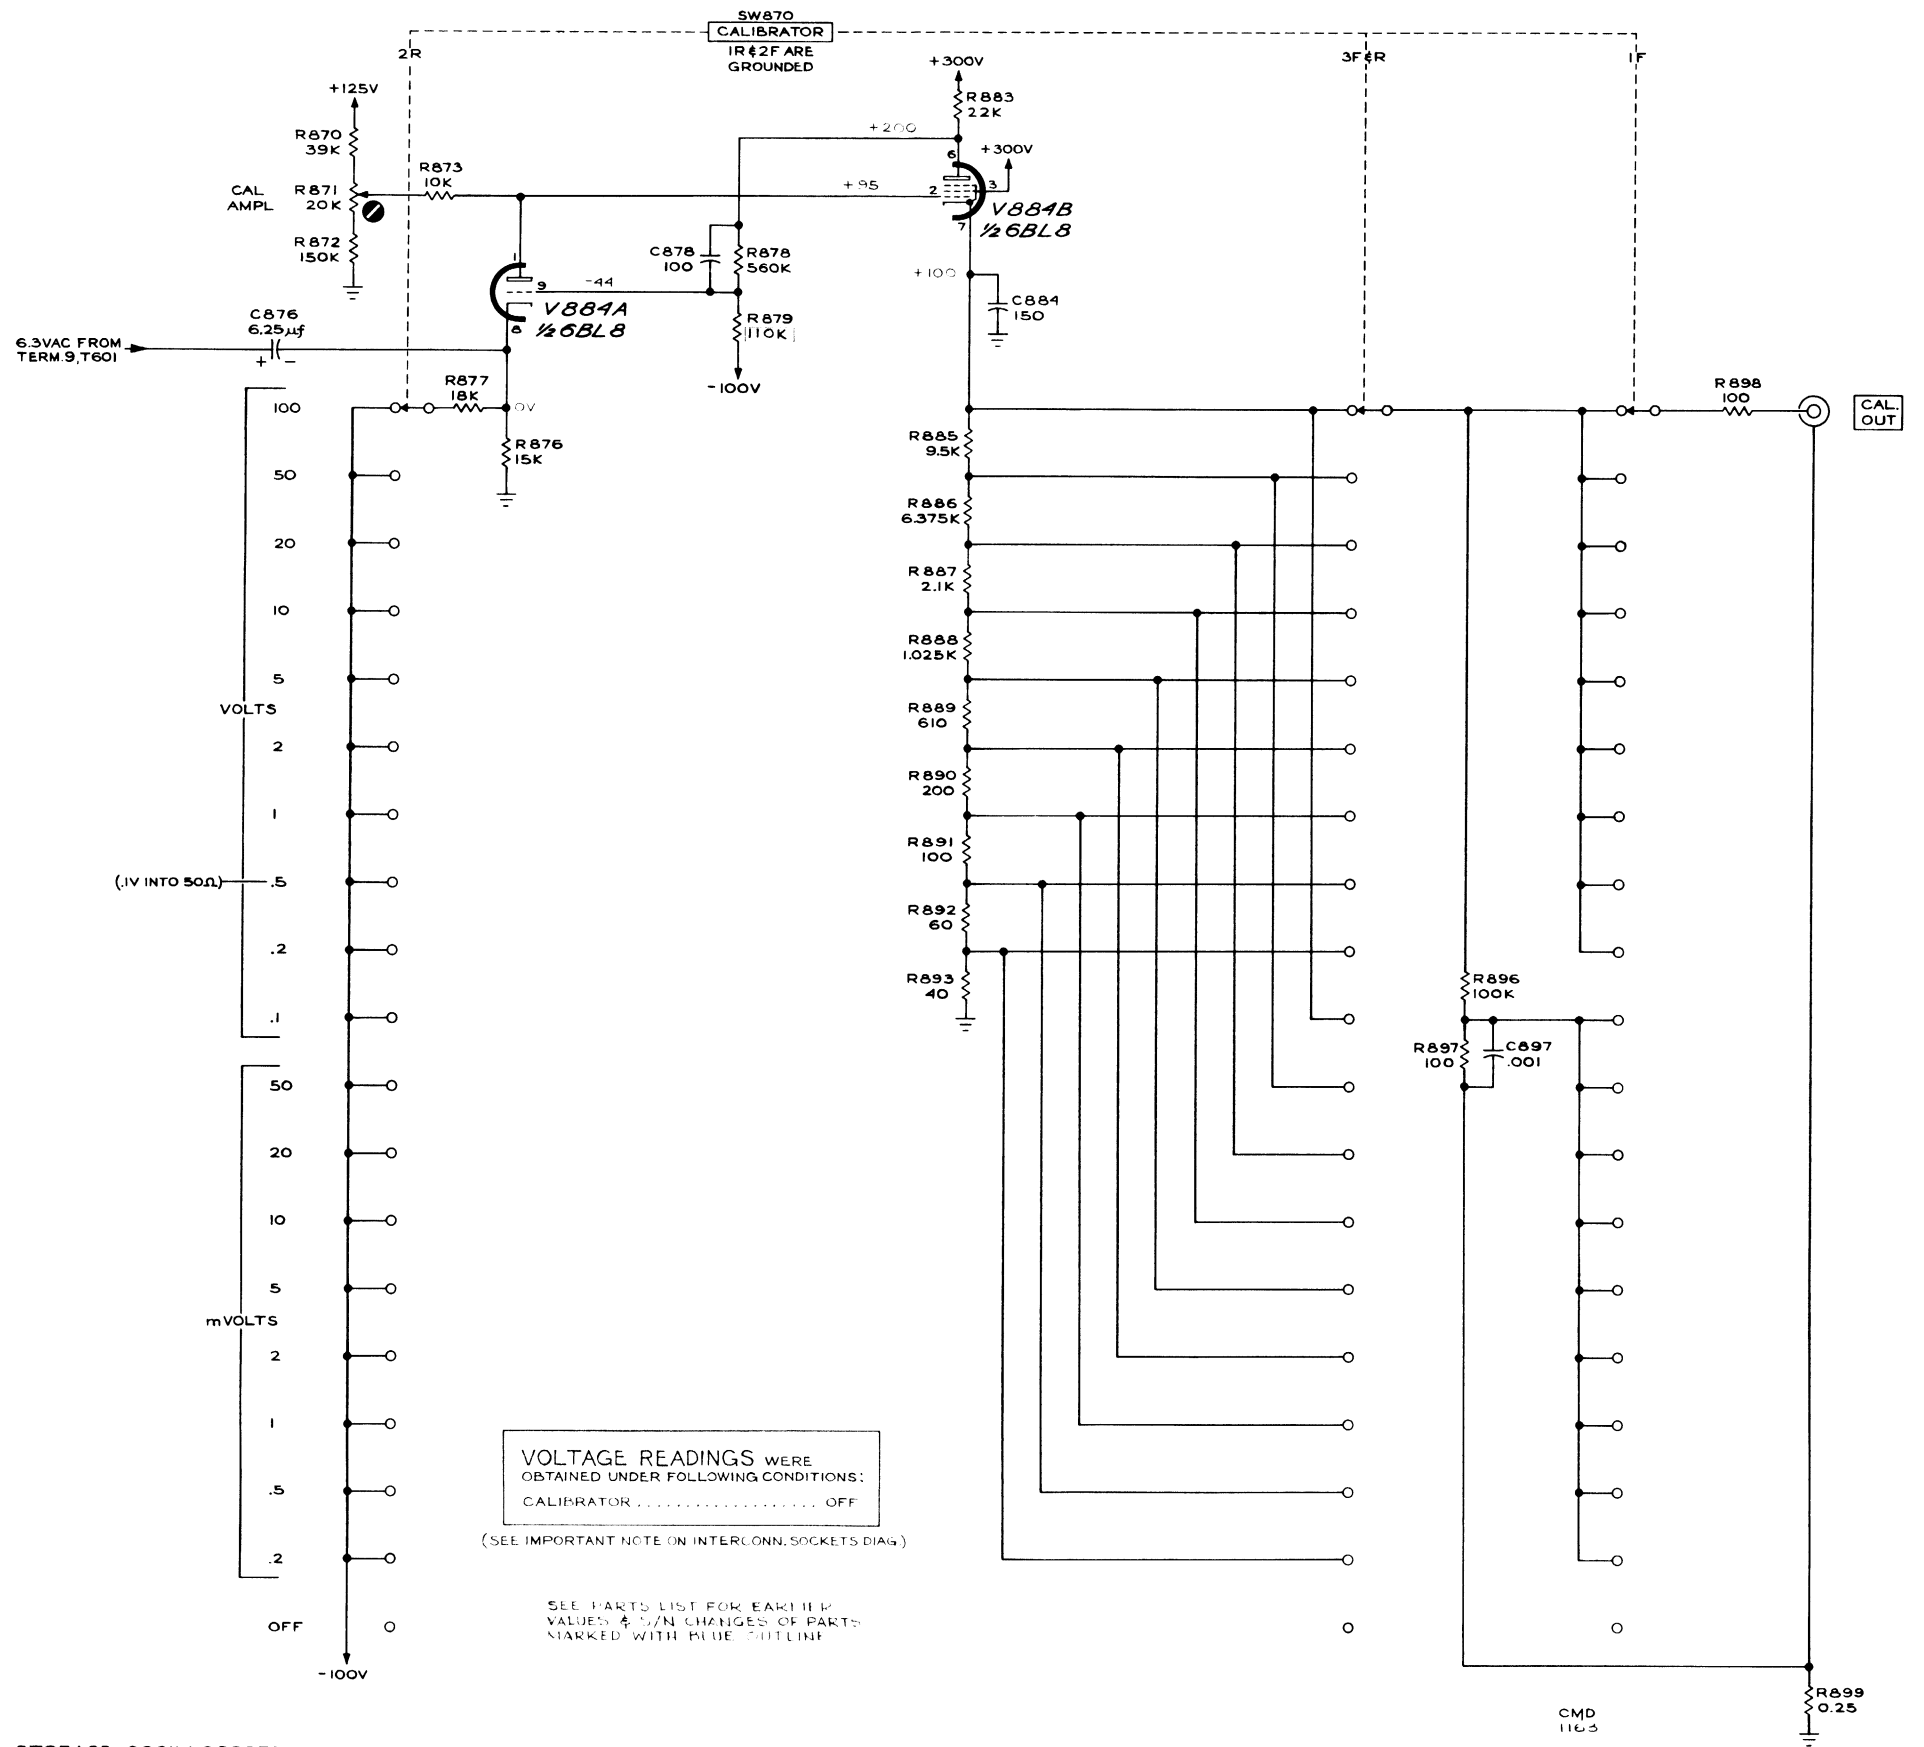 SW870
CALIBRATOR
1R & 2F ARE
GROUNDED
2R
3F & R
1F
+125V
+300V
R870
39K
R883
22K
+200
+300V
6
R873
10K
CAL
AMPL
R871
20K
+95
2
3
V884B
½6BL8
7
R872
150K
C878
100
R878
560K
1
+100
-44
9
V884A
½6BL8
8
C884
150
C876
6.25µf
+
-
R879
110K
6.3VAC FROM
TERM.9,T601
-100V
R877
18K
R898
100
100
0V
CAL.
OUT
R876
15K
R885
9.5K
50
R886
6.375K
20
R887
2.1K
10
R888
1.025K
5
VOLTS
R889
610
2
R890
200
1
R891
100
(.1V INTO 50Ω)
.5
R892
60
.2
R893
40
R896
100K
.1
R897
100
C897
.001
50
20
10
5
mVOLTS
2
1
VOLTAGE READINGS WERE
OBTAINED UNDER FOLLOWING CONDITIONS:
CALIBRATOR ................... OFF
.5
(SEE IMPORTANT NOTE ON INTERCONN. SOCKETS DIAG.)
.2
SEE PARTS LIST FOR EARLIER
VALUES & S/N CHANGES OF PARTS
MARKED WITH BLUE OUTLINE
OFF
-100V
R899
0.25
CMD
1163